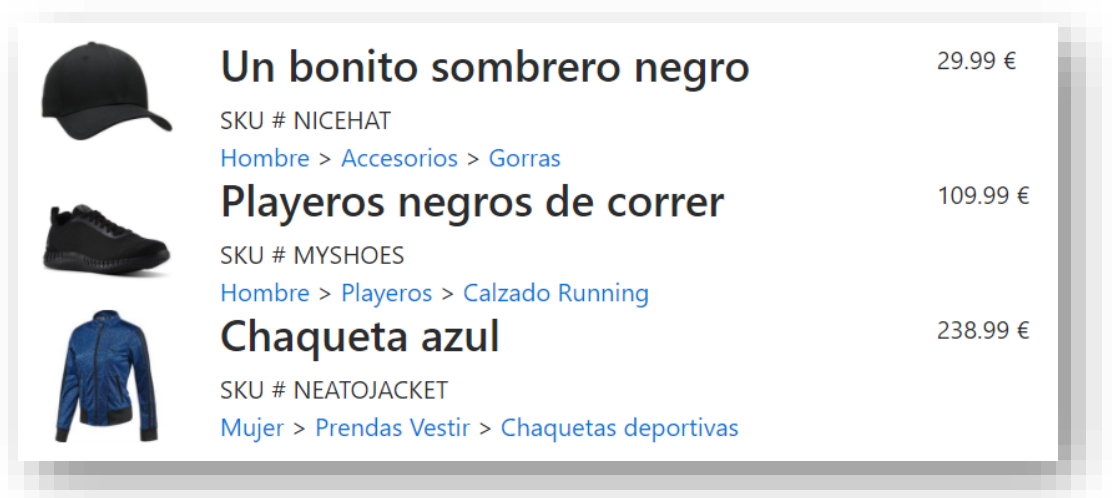 Un bonito sombrero negro
29.99 €
SKU # NICEHAT
Hombre > Accesorios > Gorras
Playeros negros de correr
109.99 €
SKU # MYSHOES
Hombre > Playeros > Calzado Running
Chaqueta azul
238.99 €
SKU # NEATOJACKET
Mujer > Prendas Vestir > Chaquetas deportivas